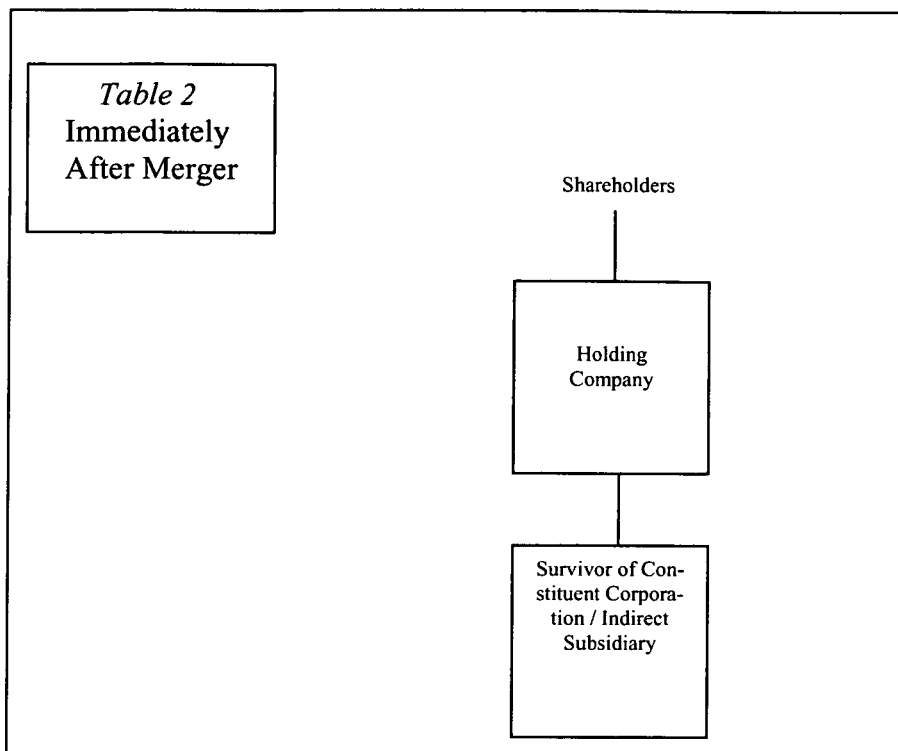 Table 2
Immediately
After Merger
Shareholders
Holding
Company
Survivor of Con-
stituent Corpora-
tion / Indirect
Subsidiary